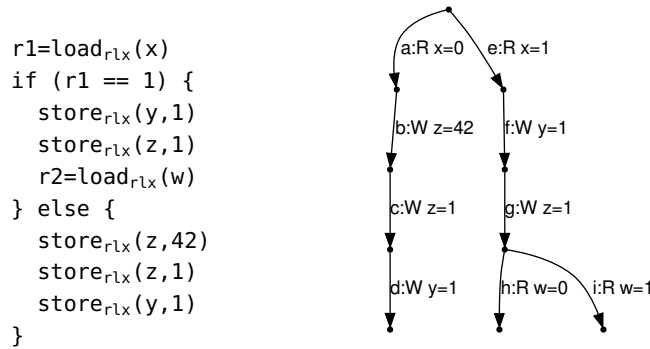 r1=load_rlx(x)
if (r1 == 1) {
  store_rlx(y,1)
  store_rlx(z,1)
  r2=load_rlx(w)
} else {
  store_rlx(z,42)
  store_rlx(z,1)
  store_rlx(y,1)
}
a:R x=0 e:R x=1
b:W z=42 f:W y=1
c:W z=1 g:W z=1
d:W y=1 h:R w=0 i:R w=1